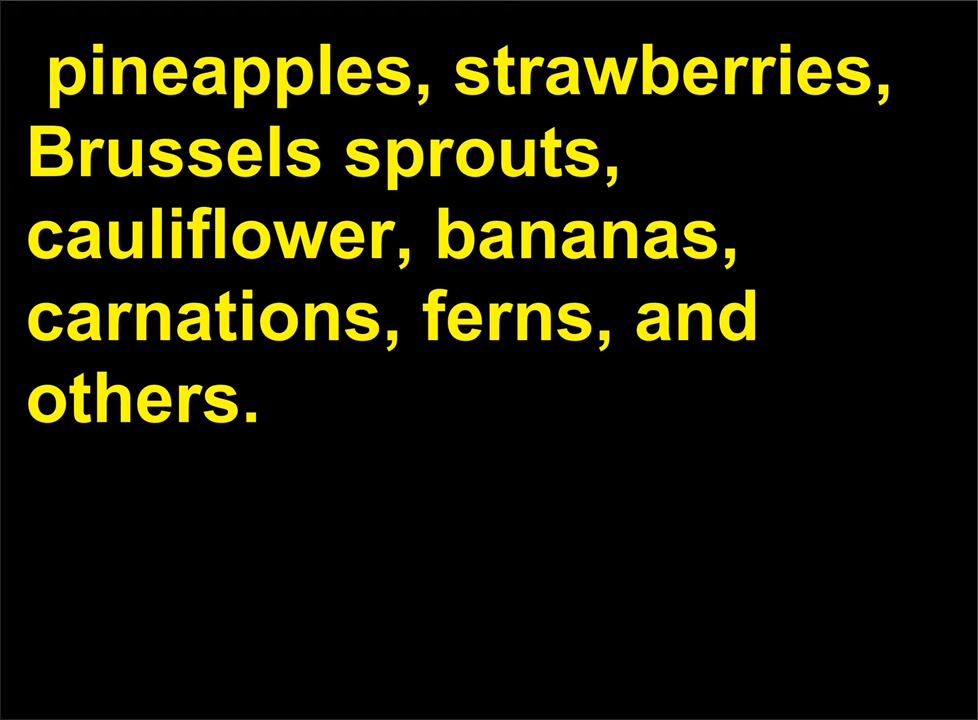 pineapples, strawberries,
Brussels sprouts,
cauliflower, bananas,
carnations, ferns, and
others.